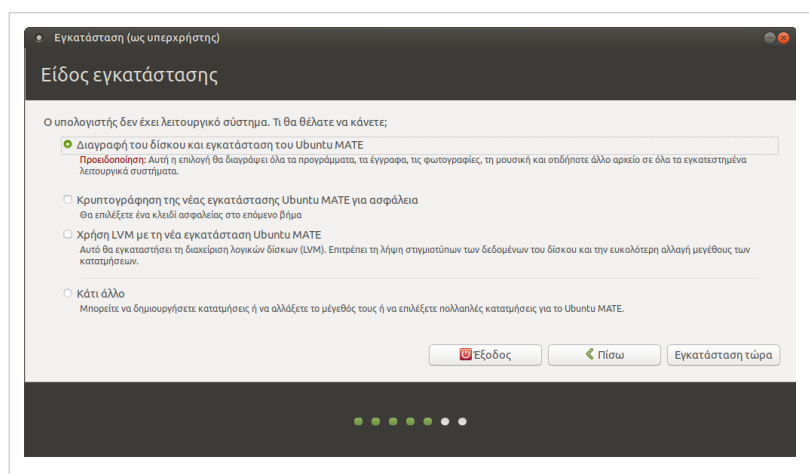 Εγκατάσταση (ως υπερχρήστης)
Είδος εγκατάστασης
Ο υπολογιστής δεν έχει λειτουργικό σύστημα. Τι θα θέλατε να κάνετε;
Διαγραφή του δίσκου και εγκατάσταση του Ubuntu MATE
Προειδοποίηση: Αυτή η επιλογή θα διαγράψει όλα τα προγράμματα, τα έγγραφα, τις φωτογραφίες, τη μουσική και οτιδήποτε άλλο αρχείο σε όλα τα εγκατεστημένα
λειτουργικά συστήματα.
Κρυπτογράφηση της νέας εγκατάστασης Ubuntu MATE για ασφάλεια
Θα επιλέξετε ένα κλειδί ασφαλείας στο επόμενο βήμα
Χρήση LVM με τη νέα εγκατάσταση Ubuntu MATE
Αυτό θα εγκαταστήσει τη διαχείριση λογικών δίσκων (LVM). Επιτρέπει τη λήψη στιγμιοτύπων των δεδομένων του δίσκου και την ευκολότερη αλλαγή μεγέθους των
κατατμήσεων.
Κάτι άλλο
Μπορείτε να δημιουργήσετε κατατμήσεις ή να αλλάξετε το μέγεθός τους ή να επιλέξετε πολλαπλές κατατμήσεις για το Ubuntu MATE.
Έξοδος Πίσω Εγκατάσταση τώρα